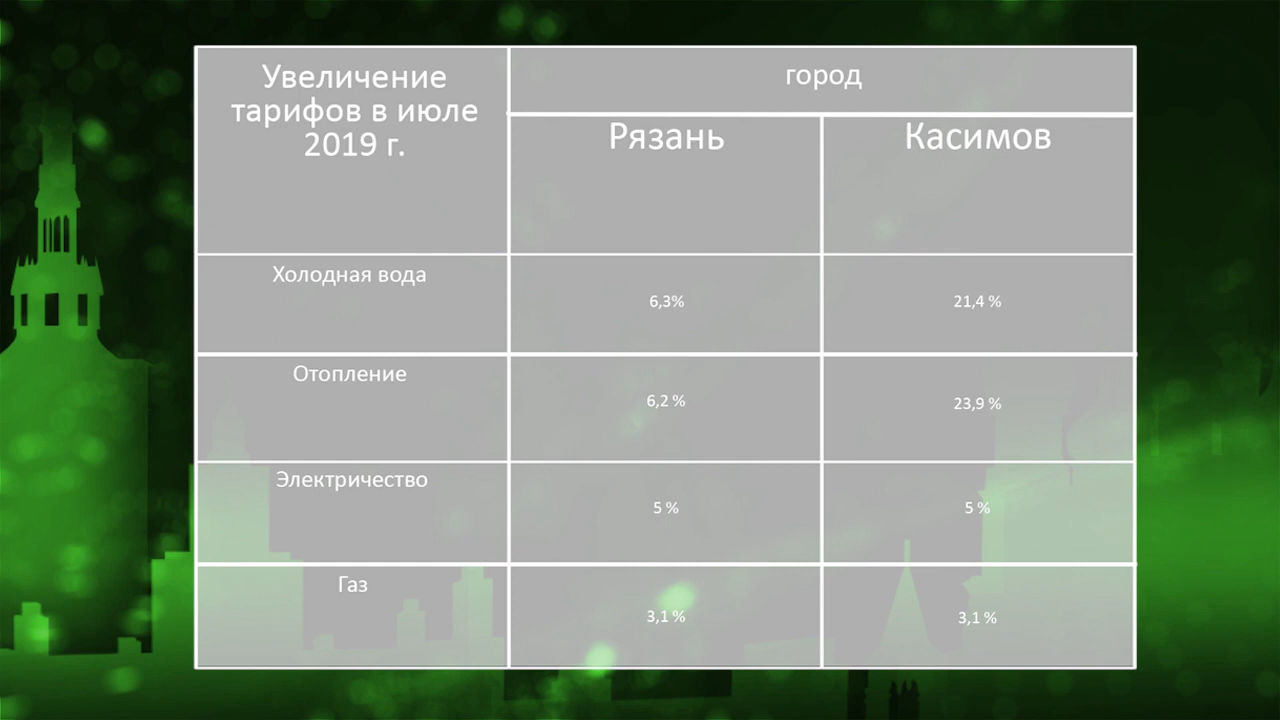 Увеличение
тарифов в июле
2019 г.
город
Рязань
Касимов
Холодная вода
6,3%
21,4 %
Отопление
6,2 %
23,9 %
Электричество
5 %
5 %
Газ
3,1 %
3,1 %